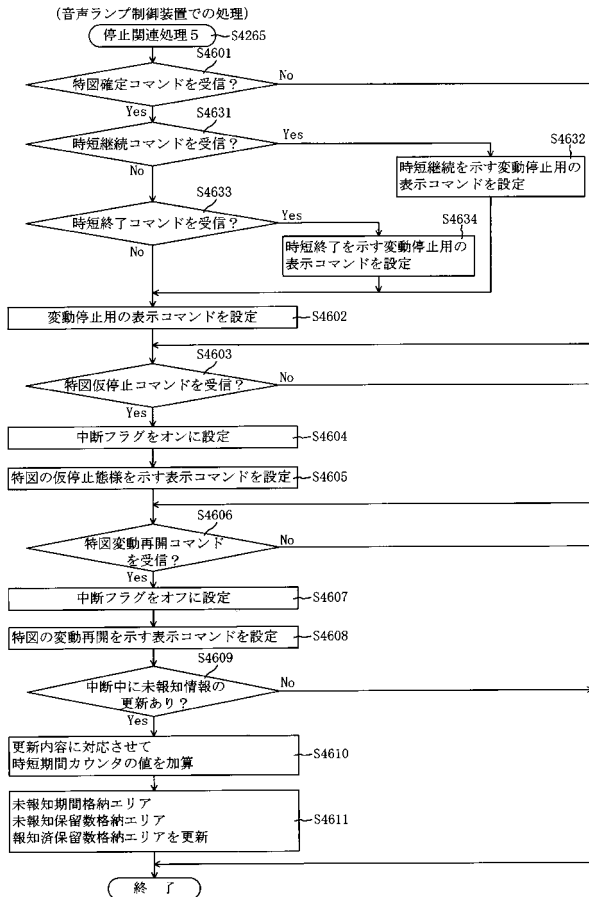 (音声ランプ制御装置での処理)
停止関連処理5
S4265
S4601
特図確定コマンドを受信?
No
Yes
S4631
時短継続コマンドを受信?
Yes
No
S4632
時短継続を示す変動停止用の
表示コマンドを設定
S4633
時短終了コマンドを受信?
Yes
No
S4634
時短終了を示す変動停止用の
表示コマンドを設定
変動停止用の表示コマンドを設定
S4602
S4603
特図仮停止コマンドを受信?
No
Yes
中断フラグをオンに設定
S4604
特図の仮停止態様を示す表示コマンドを設定
S4605
S4606
特図変動再開コマンド
を受信?
No
Yes
中断フラグをオフに設定
S4607
特図の変動再開を示す表示コマンドを設定
S4608
S4609
中断中に未報知情報の
更新あり?
No
Yes
更新内容に対応させて
時短期間カウンタの値を加算
S4610
未報知期間格納エリア
未報知保留数格納エリア
報知済保留数格納エリアを更新
S4611
終 了